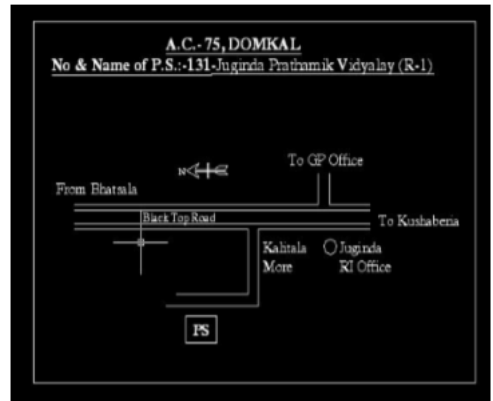 A.C.- 75, DOMKAL
No & Name of P.S.:-131-Juginda Prathamik Vidyalay (R-1)
N
To GP Office
From Bhatsala
Black Top Road
To Kushaberia
Kalitala
More
Juginda
RI Office
PS